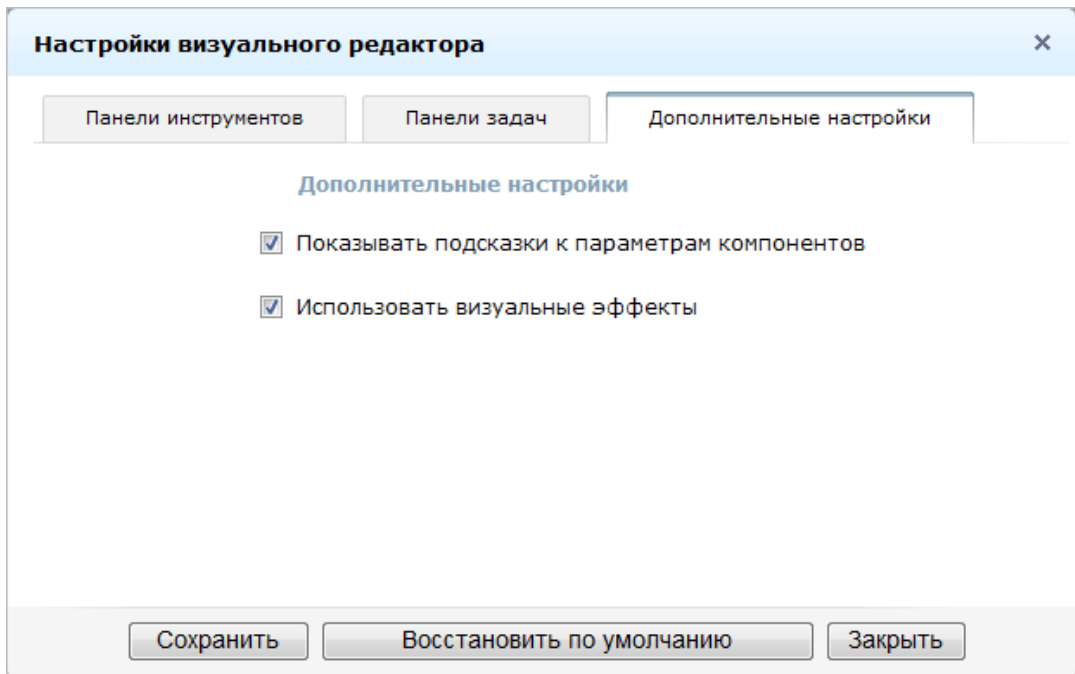 Настройки визуального редактора
Панели инструментов Панели задач Дополнительные настройки
Дополнительные настройки
Показывать подсказки к параметрам компонентов
Использовать визуальные эффекты
Сохранить Восстановить по умолчанию Закрыть